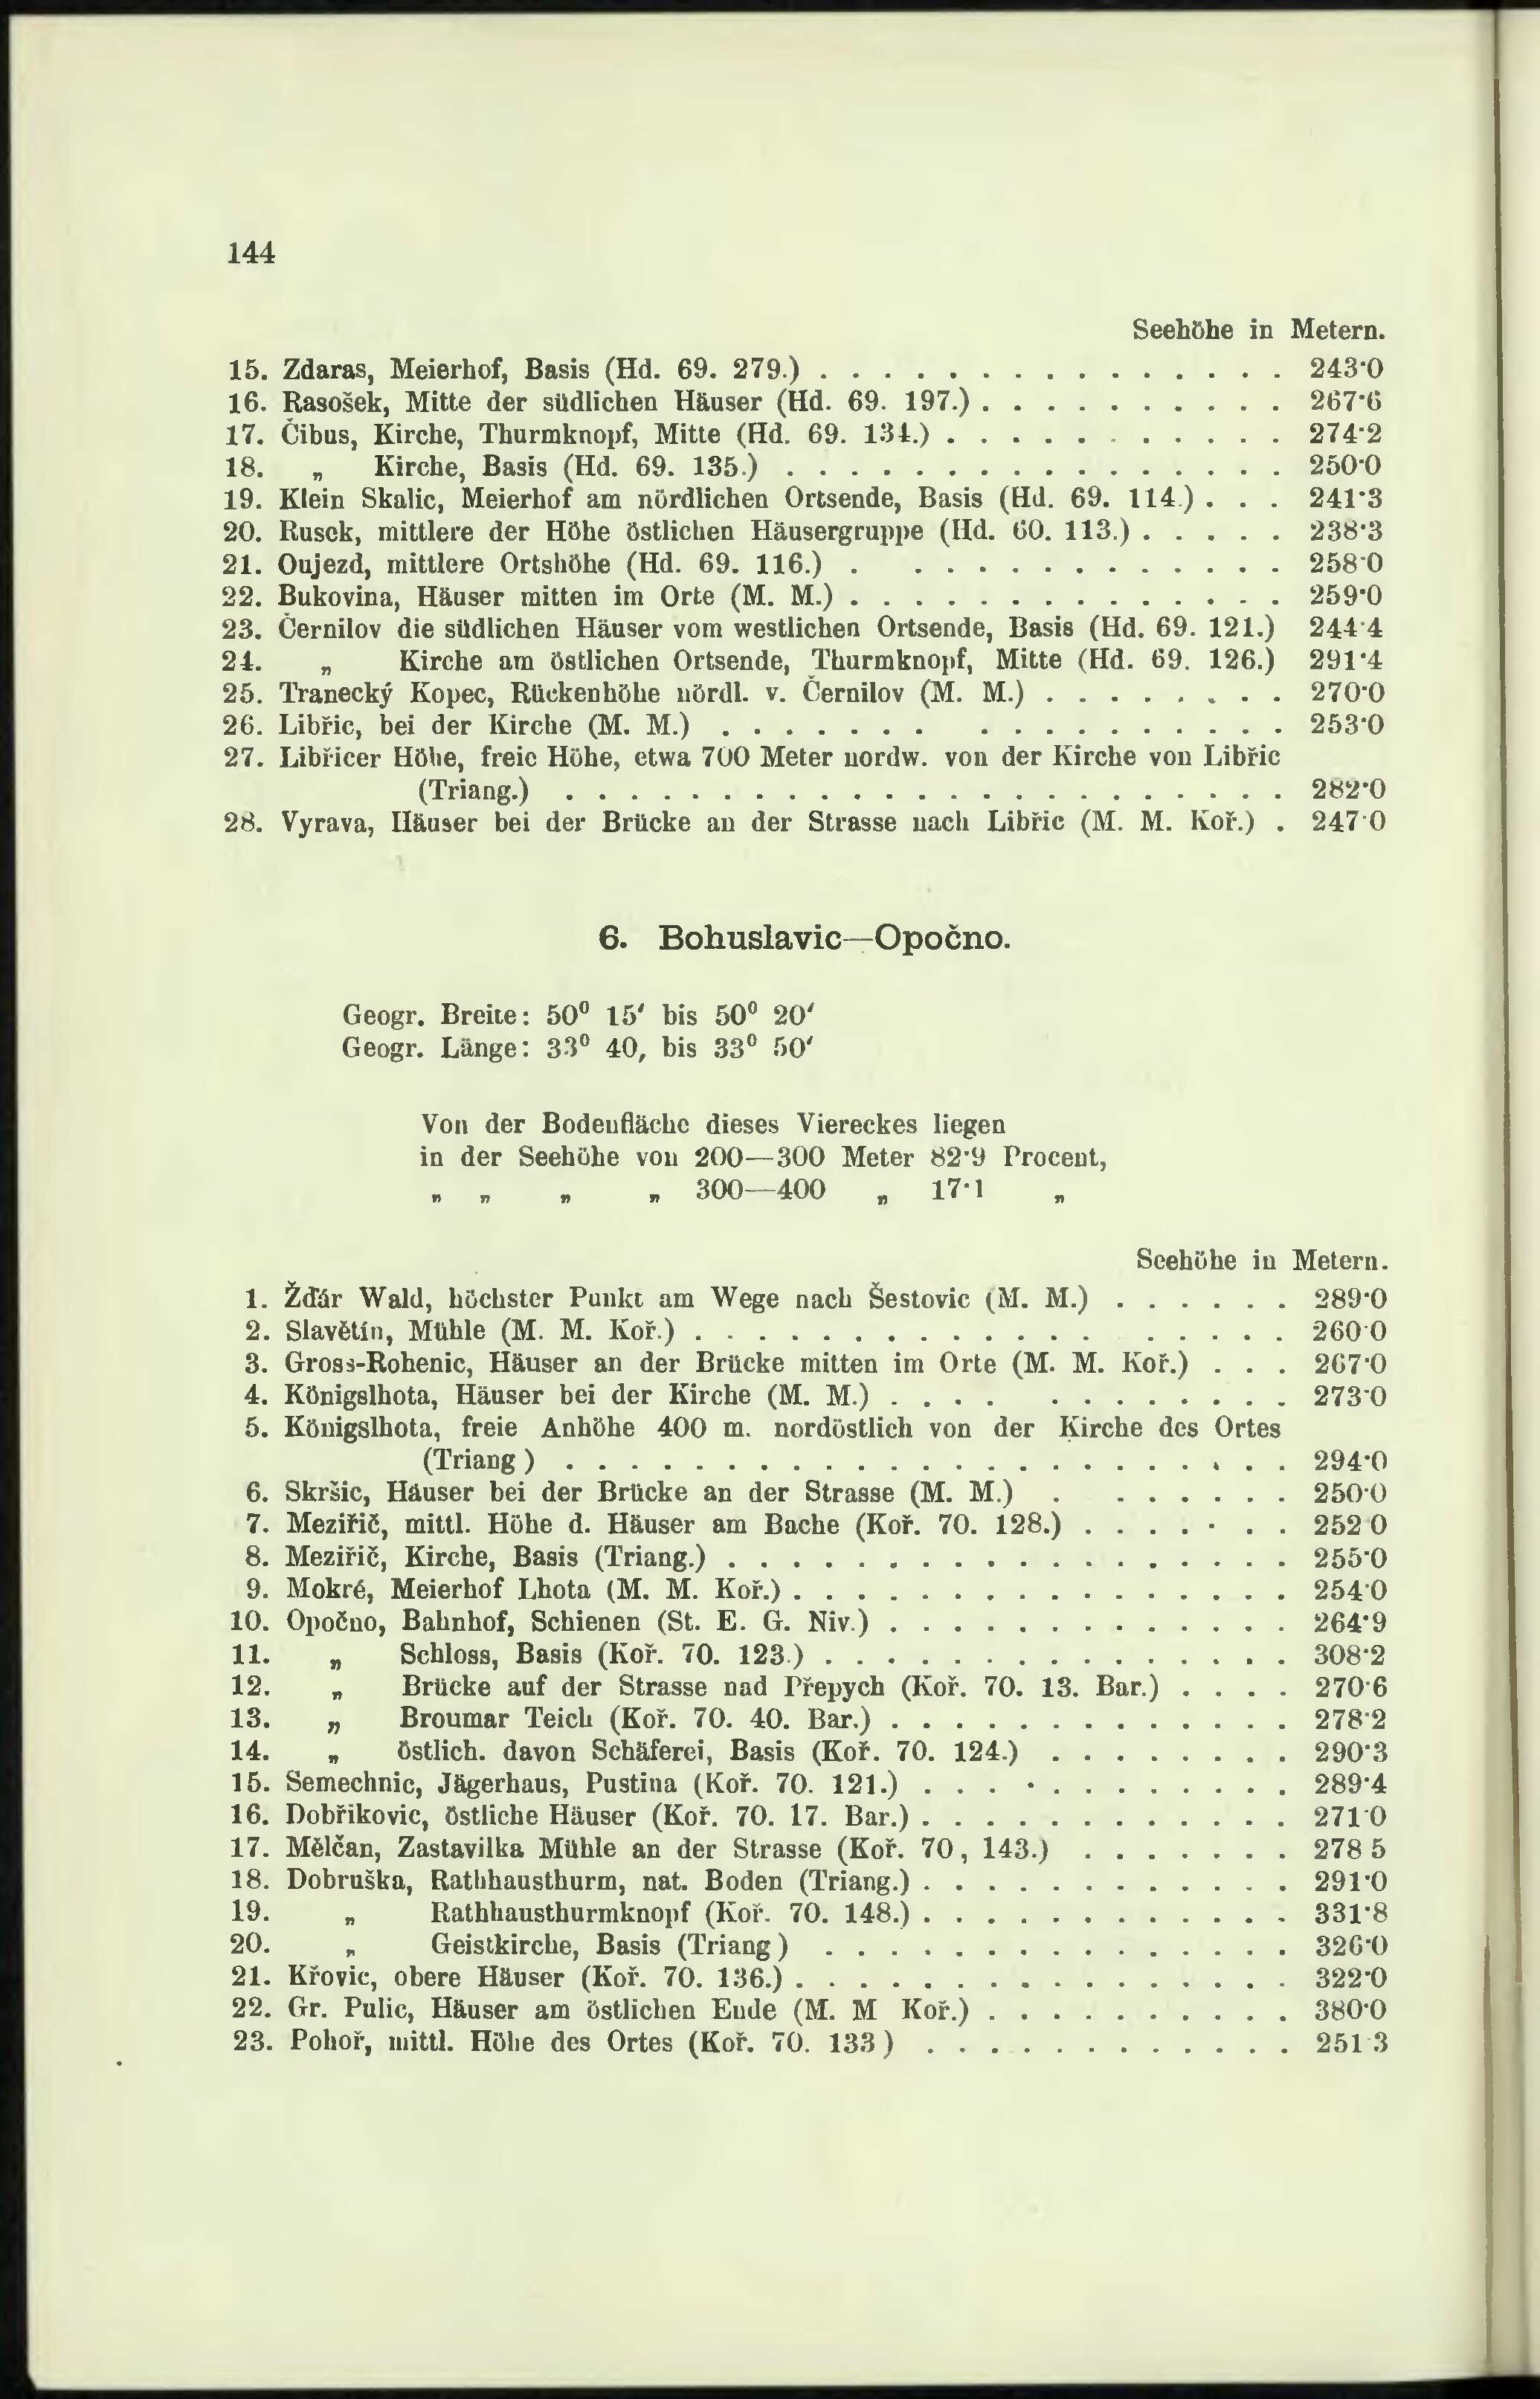 144
Seehöhe in Metern.
15. Zdaras, Meierhof, Basis (Hd. 69. 279.) . . . . . . . . . . . . . . . 243·0
16. Rasošek, Mitte der südlichen Häuser (Hd. 69. 197.) . . . . . . . . . . 267·6
17. Čibus, Kirche, Thurmknopf, Mitte (Hd. 69. 134.) . . . . . . . . . . . 274·2
18. „ Kirche, Basis (Hd. 69. 135.) . . . . . . . . . . . . . . . . 250·0
19. Klein Skalic, Meierhof am nördlichen Ortsende, Basis (Hd. 69. 114.) . . . 241·3
20. Rusek, mittlere der Höhe östlichen Häusergruppe (Hd. 60. 113.) . . . . . 238·3
21. Oujezd, mittlere Ortshöhe (Hd. 69. 116.) . . . . . . . . . . . . . 258·0
22. Bukovina, Häuser mitten im Orte (M. M.) . . . . . . . . . . . . . . 259·0
23. Černilov die südlichen Häuser vom westlichen Ortsende, Basis (Hd. 69. 121.) 244·4
24. „ Kirche am östlichen Ortsende, Thurmknopf, Mitte (Hd. 69. 126.) 291·4
25. Tranecký Kopec, Rückenhöhe nördl. v. Černilov (M. M.) . . . . . . . . 270·0
26. Libřic, bei der Kirche (M. M.) . . . . . . . . . . . . . . . . . 253·0
27. Libřicer Höhe, freie Höhe, etwa 700 Meter nordw. von der Kirche von Libřic
(Triang.) . . . . . . . . . . . . . . . . . . . . . . . 282·0
28. Vyrava, Häuser bei der Brücke an der Strasse nach Libřic (M. M. Koř.) . 247·0
6. Bohuslavic—Opočno.
Geogr. Breite: 50⁰ 15′ bis 50⁰ 20′
Geogr. Länge: 33⁰ 40, bis 33⁰ 50′
Von der Bodenfläche dieses Viereckes liegen
in der Seehöhe von 200—300 Meter 82·9 Procent,
„ „ „ „ 300—400 „ 17·1 „
Seehöhe in Metern.
1. Žďár Wald, höchster Punkt am Wege nach Šestovic (M. M.) . . . . . . 289·0
2. Slavětín, Mühle (M. M. Koř.) . . . . . . . . . . . . . . . . . 260·0
3. Gross-Rohenic, Häuser an der Brücke mitten im Orte (M. M. Koř.) . . . 267·0
4. Königslhota, Häuser bei der Kirche (M. M.) . . . . . . . . . . . . 273·0
5. Königslhota, freie Anhöhe 400 m. nordöstlich von der Kirche des Ortes
(Triang ) . . . . . . . . . . . . . . . . . . . . . . . 294·0
6. Skršic, Häuser bei der Brücke an der Strasse (M. M.) . . . . . . . 250·0
7. Meziřič, mittl. Höhe d. Häuser am Bache (Koř. 70. 128.) . . . . . . . 252 0
8. Meziřič, Kirche, Basis (Triang.) . . . . . . . . . . . . . . . . . . 255·0
9. Mokré, Meierhof Lhota (M. M. Koř.) . . . . . . . . . . . . . . . . 254·0
10. Opočno, Bahnhof, Schienen (St. E. G. Niv.) . . . . . . . . . . . . . 264·9
11. „ Schloss, Basis (Koř. 70. 123.) . . . . . . . . . . . . . . . 308·2
12. „ Brücke auf der Strasse nad Přepych (Koř. 70. 13. Bar.) . . . . 270·6
13. „ Broumar Teich (Koř. 70. 40. Bar.) . . . . . . . . . . . . . 278·2
14. „ östlich. davon Schäferei, Basis (Koř. 70. 124.) . . . . . . . . 290·3
15. Semechnic, Jägerhaus, Pustina (Koř. 70. 121.) . . . . . . . . . . . . 289·4
16. Dobřikovic, östliche Häuser (Koř. 70. 17. Bar.) . . . . . . . . . . . . 271·0
17. Mělčan, Zastavilka Mühle an der Strasse (Koř. 70, 143.) . . . . . . . 278 5
18. Dobruška, Rathhausthurm, nat. Boden (Triang.) . . . . . . . . . . . . 291·0
19. „ Rathhausthurmknopf (Koř. 70. 148.) . . . . . . . . . . . . 331·8
20. „ Geistkirche, Basis (Triang ) . . . . . . . . . . . . . . . 326·0
21. Křovic, obere Häuser (Koř. 70. 136.) . . . . . . . . . . . . . . . . 322·0
22. Gr. Pulic, Häuser am östlichen Ende (M. M Koř.) . . . . . . . . . . 380·0
23. Pohoř, mittl. Höhe des Ortes (Koř. 70. 133 ) . . . . . . . . . . . . 251·3